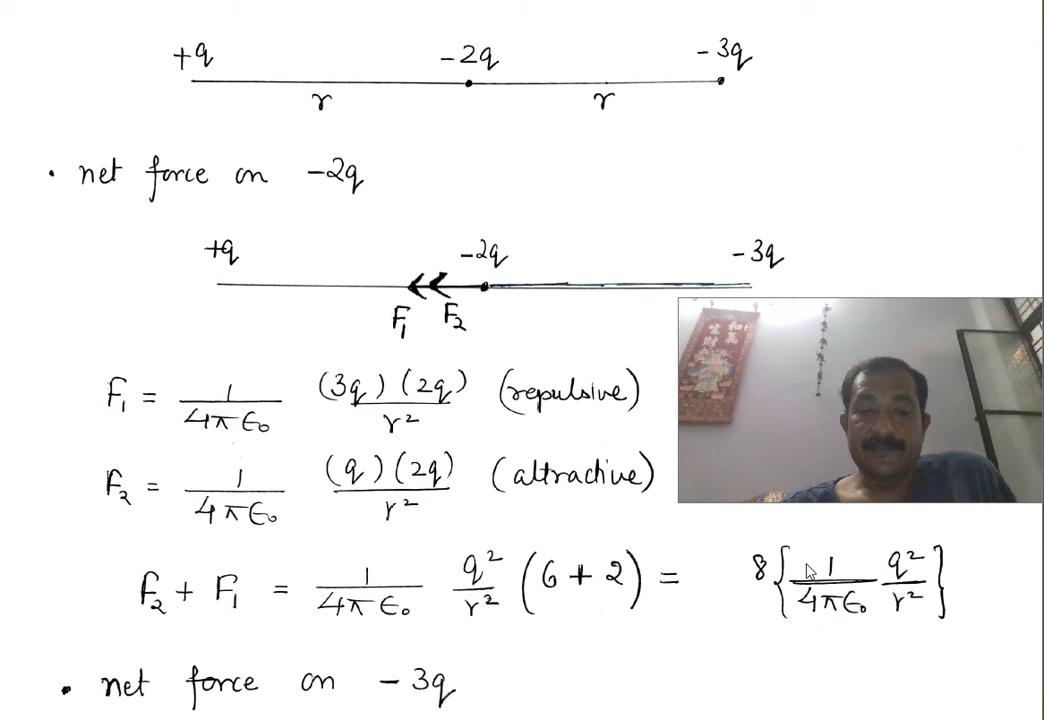 +q -2q -3q
r r
• net force on -2q
+q -2q -3q
F₁ F₂
F₁ = 1/4πϵ₀ (3q)(2q)/r² (repulsive)
F₂ = 1/4πϵ₀ (q)(2q)/r² (attractive)
F₂ + F₁ = 1/4πϵ₀ q²/r² (6 + 2) = 8{1/4πϵ₀ q²/r²}
• net force on -3q